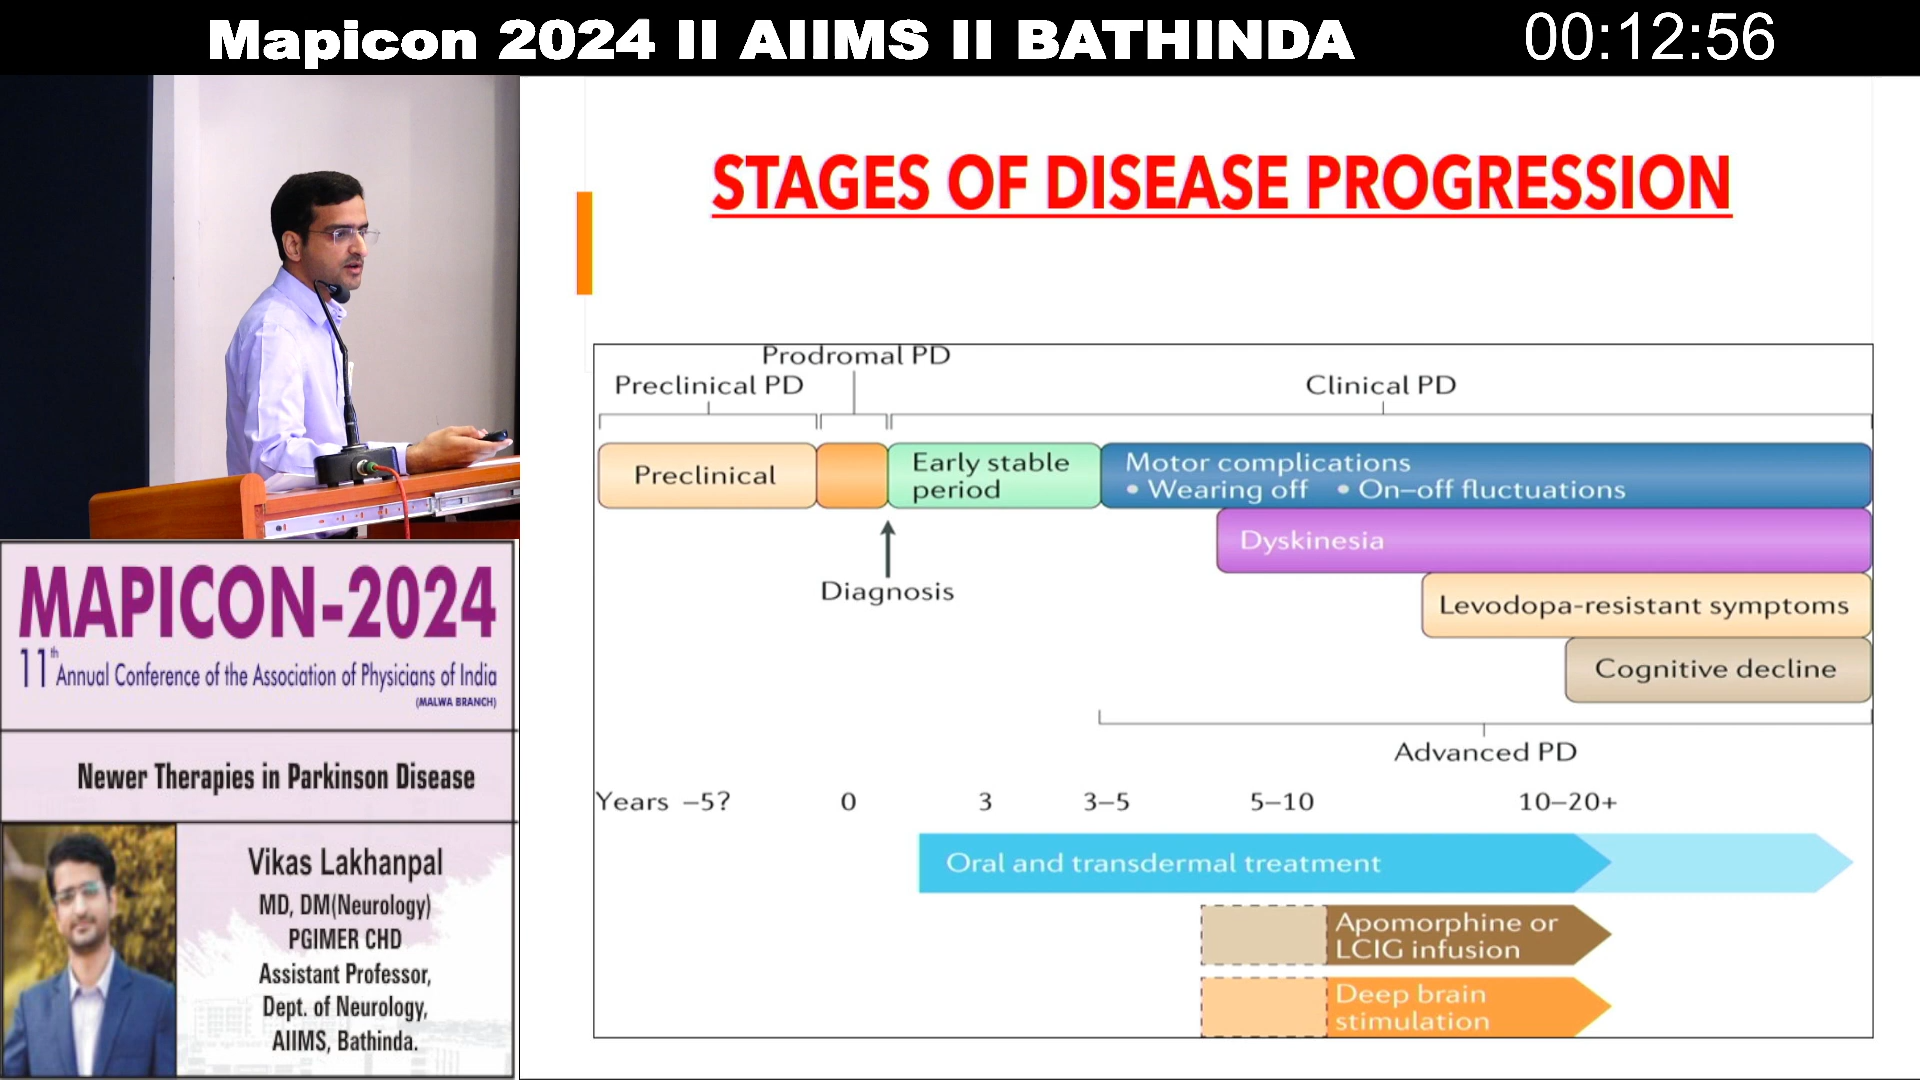 Mapicon 2024 II AIIMS II BATHINDA
00:12:56
STAGES OF DISEASE PROGRESSION
Prodromal PD
Preclinical PD
Clinical PD
Preclinical
Early stable
period
Motor complications
• Wearing off • On–off fluctuations
Dyskinesia
Diagnosis
Levodopa-resistant symptoms
Cognitive decline
Advanced PD
Years –5? 0 3 3–5 5–10 10–20+
Oral and transdermal treatment
Apomorphine or
LCIG infusion
Deep brain
stimulation
MAPICON-2024
11th Annual Conference of the Association of Physicians of India
(MALWA BRANCH)
Newer Therapies in Parkinson Disease
Vikas Lakhanpal
MD, DM(Neurology)
PGIMER CHD
Assistant Professor,
Dept. of Neurology,
AIIMS, Bathinda.